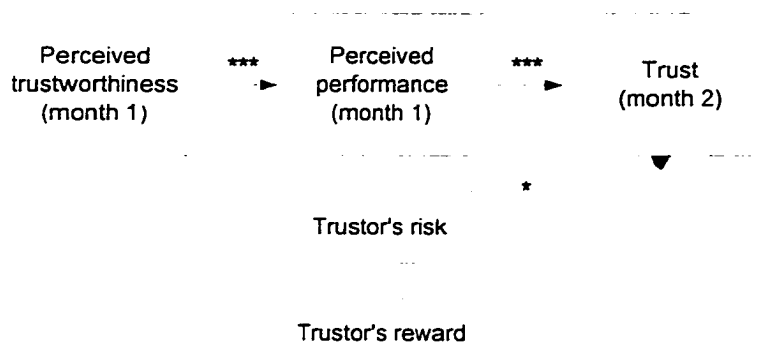 Perceived
trustworthiness
(month 1)
***
Perceived
performance
(month 1)
***
Trust
(month 2)
*
Trustor's risk
Trustor's reward